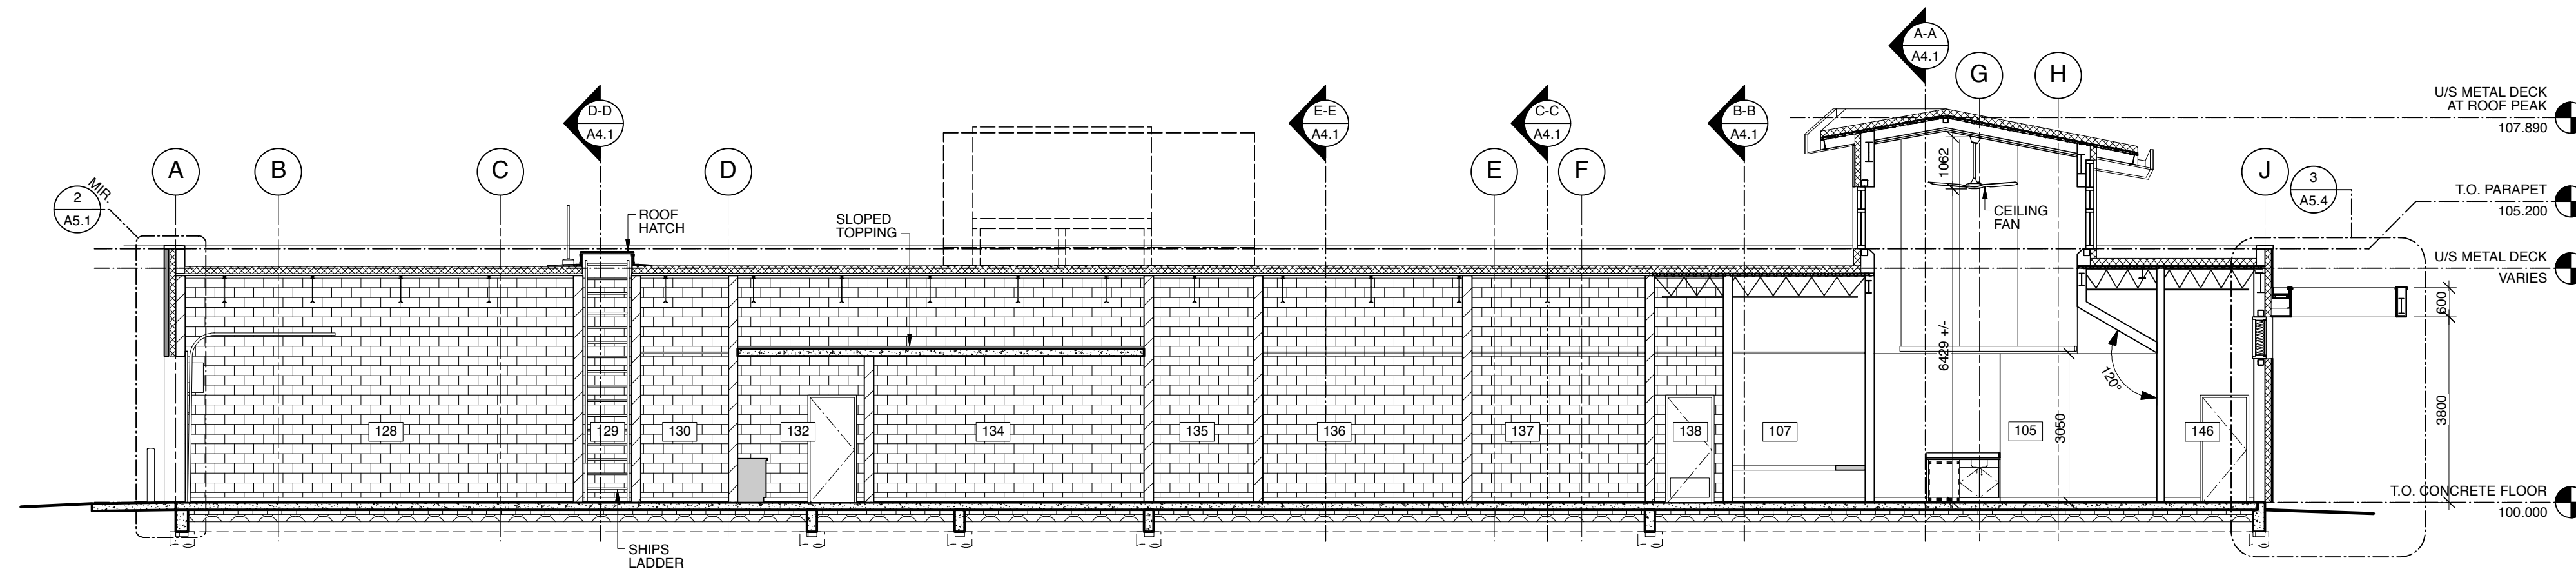 A-A
A4.1
G
H
U/S METAL DECK
AT ROOF PEAK
107.890
D-D
A4.1
E-E
A4.1
C-C
A4.1
B-B
A4.1
A
B
C
D
E
F
J
1062
CEILING
FAN
MIR.
2
A5.1
3
A5.4
T.O. PARAPET
105.200
ROOF
HATCH
SLOPED
TOPPING
U/S METAL DECK
VARIES
600
6429 +/-
120°
3050
3800
128
129
130
132
134
135
136
137
138
107
105
146
T.O. CONCRETE FLOOR
100.000
SHIPS
LADDER